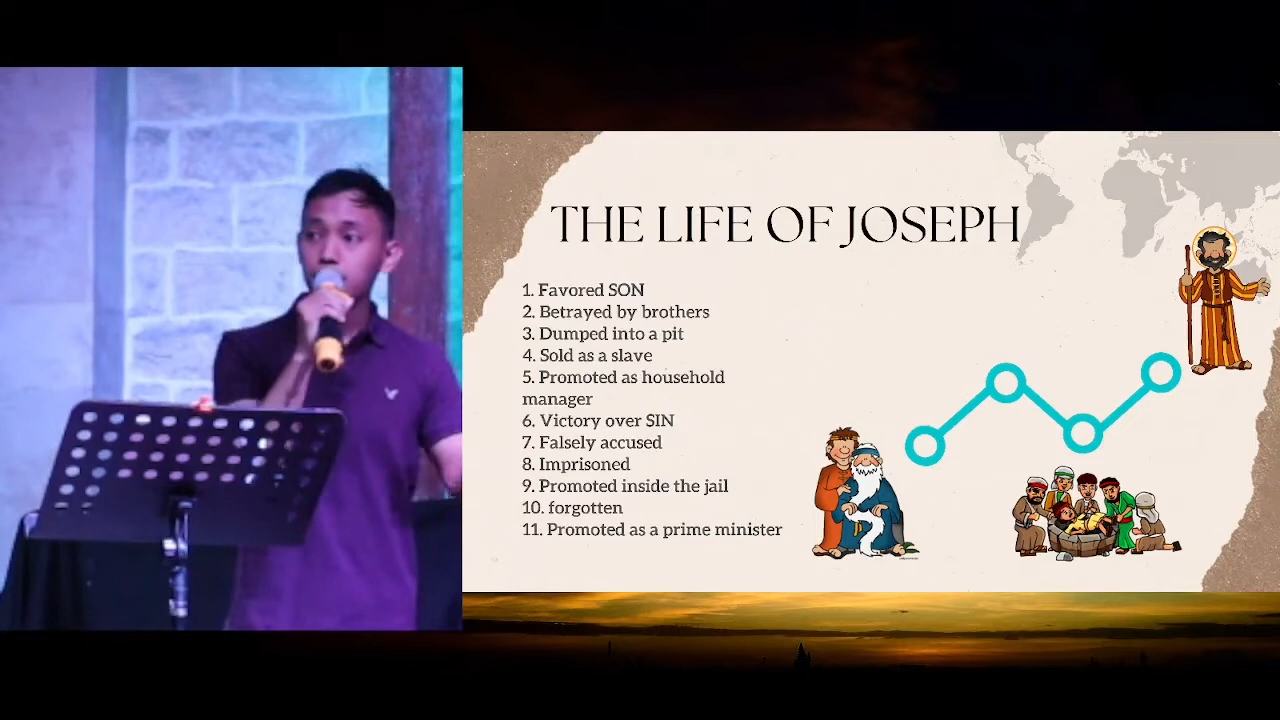 THE LIFE OF JOSEPH
1. Favored SON
2. Betrayed by brothers
3. Dumped into a pit
4. Sold as a slave
5. Promoted as household
manager
6. Victory over SIN
7. Falsely accused
8. Imprisoned
9. Promoted inside the jail
10. forgotten
11. Promoted as a prime minister